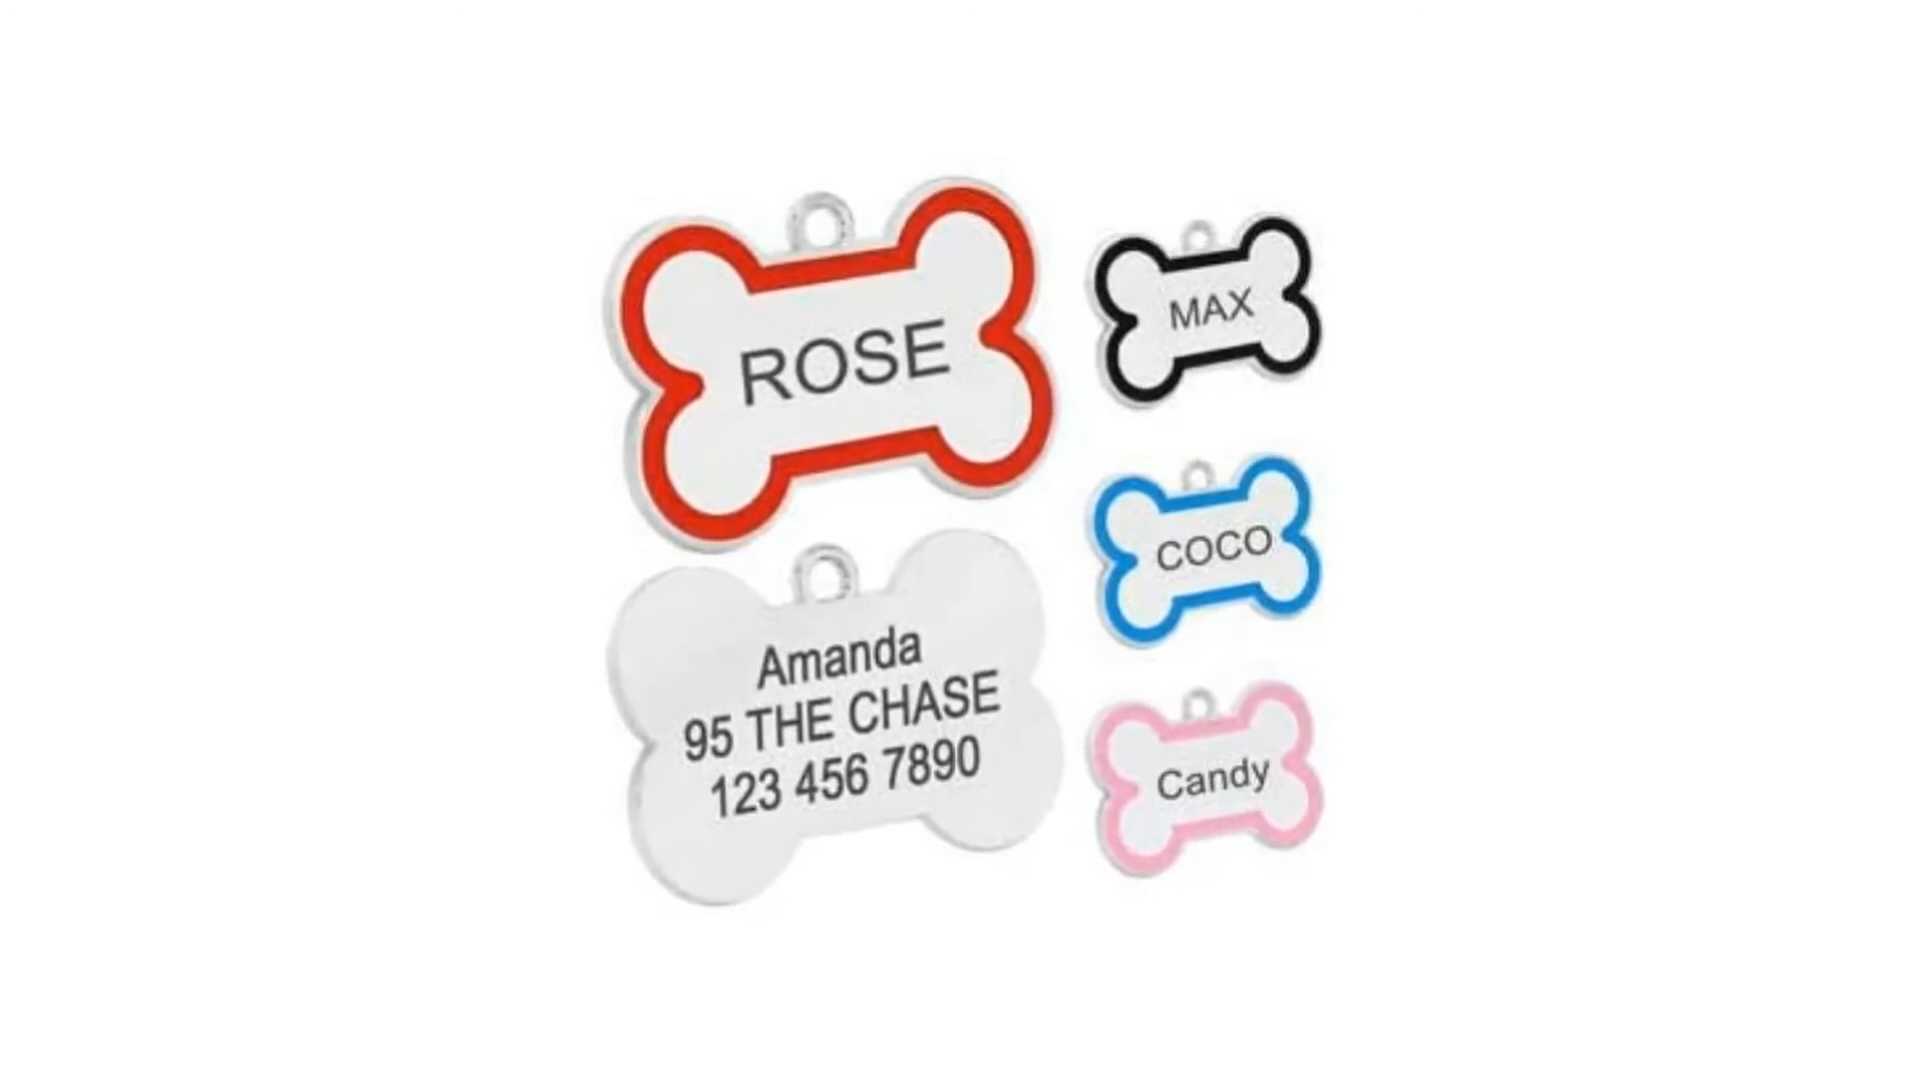 ROSE
Amanda
95 THE CHASE
123 456 7890
MAX
COCO
Candy